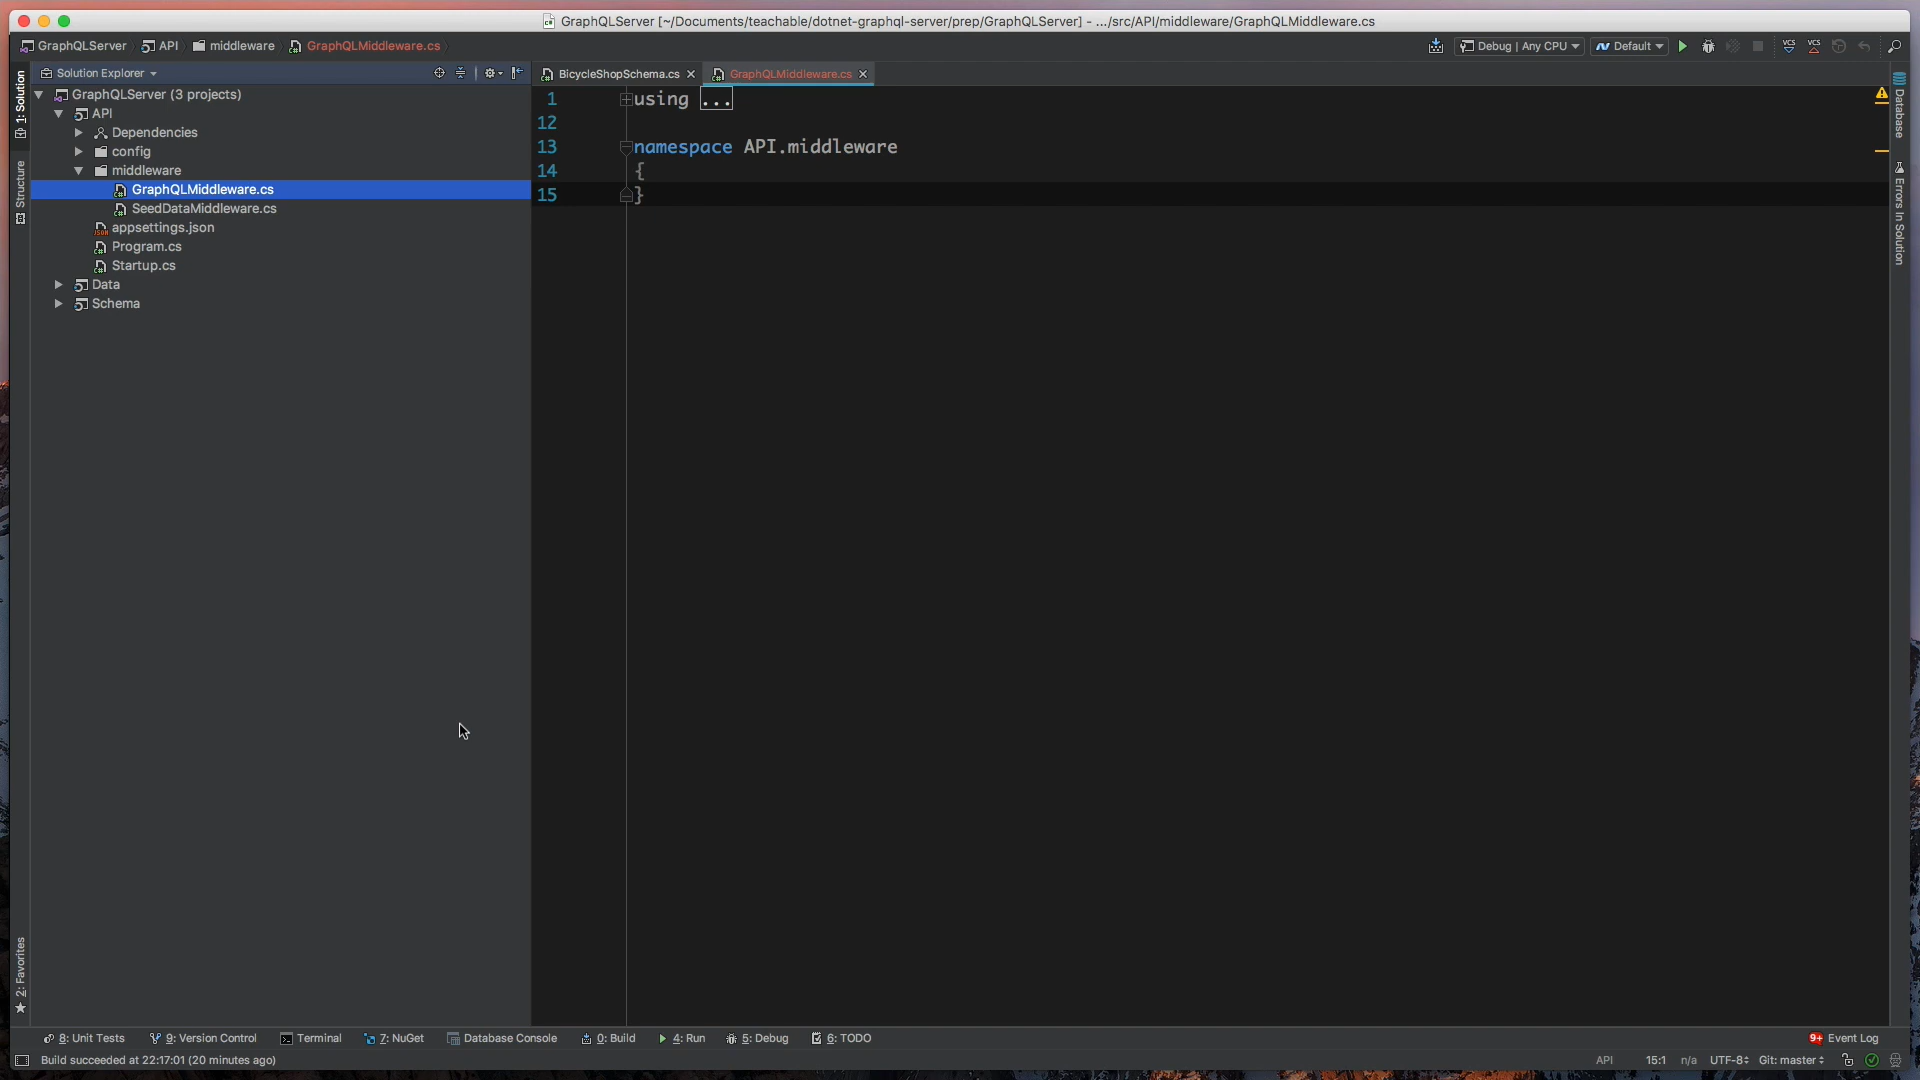 GraphQLServer [~/Documents/teachable/dotnet-graphql-server/prep/GraphQLServer] - .../src/API/middleware/GraphQLMiddleware.cs
GraphQLServer API middleware GraphQLMiddleware.cs
Debug | Any CPU Default VCS VCS
Solution Explorer
BicycleShopSchema.cs GraphQLMiddleware.cs
1: Solution
Structure
2: Favorites
GraphQLServer (3 projects)
API
Dependencies
config
middleware
GraphQLMiddleware.cs
SeedDataMiddleware.cs
appsettings.json
Program.cs
Startup.cs
Data
Schema
1 using ...
12
13 namespace API.middleware
14 {
15 }
Database
Errors In Solution
8: Unit Tests 9: Version Control Terminal 7: NuGet Database Console 0: Build 4: Run 5: Debug 6: TODO 9+ Event Log
Build succeeded at 22:17:01 (20 minutes ago) API 15:1 n/a UTF-8 Git: master